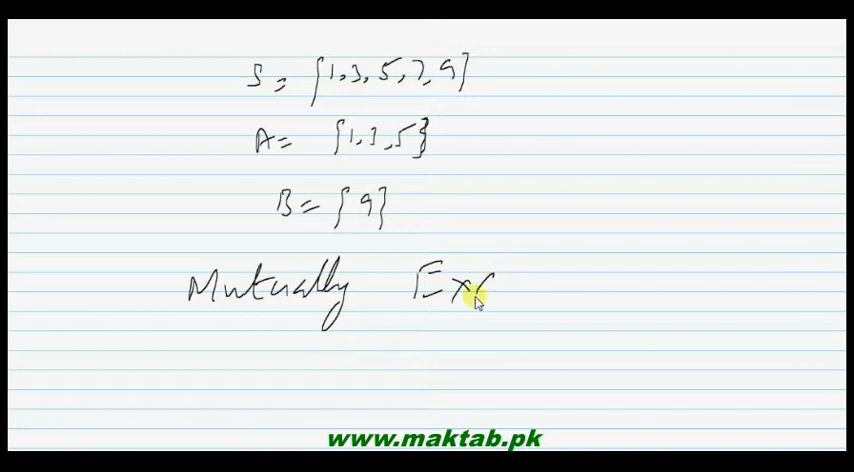 S = {1,3,5,7,9}
A = {1,3,5}
B = {9}
Mutually Exc
www.maktab.pk